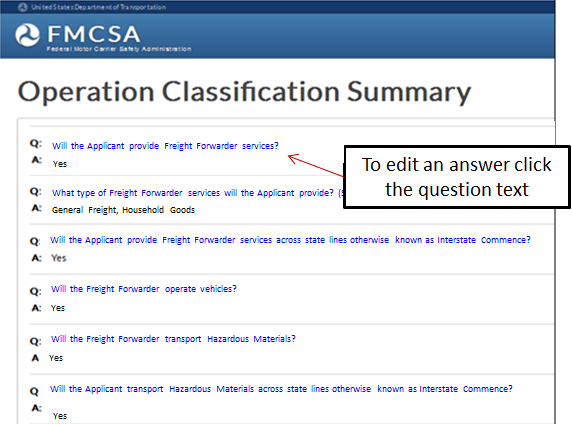 United States Department of Transportation
FMCSA
Federal Motor Carrier Safety Administration
Operation Classification Summary
Q: Will the Applicant provide Freight Forwarder services?
A: Yes
To edit an answer click
the question text
Q: What type of Freight Forwarder services will the Applicant provide? (S
A: General Freight, Household Goods
Q: Will the Applicant provide Freight Forwarder services across state lines otherwise known as Interstate Commence?
A: Yes
Q: Will the Freight Forwarder operate vehicles?
A: Yes
Q: Will the Freight Forwarder transport Hazardous Materials?
A Yes
Q Will the Applicant transport Hazardous Materials across state lines otherwise known as Interstate Commence?
A: Yes